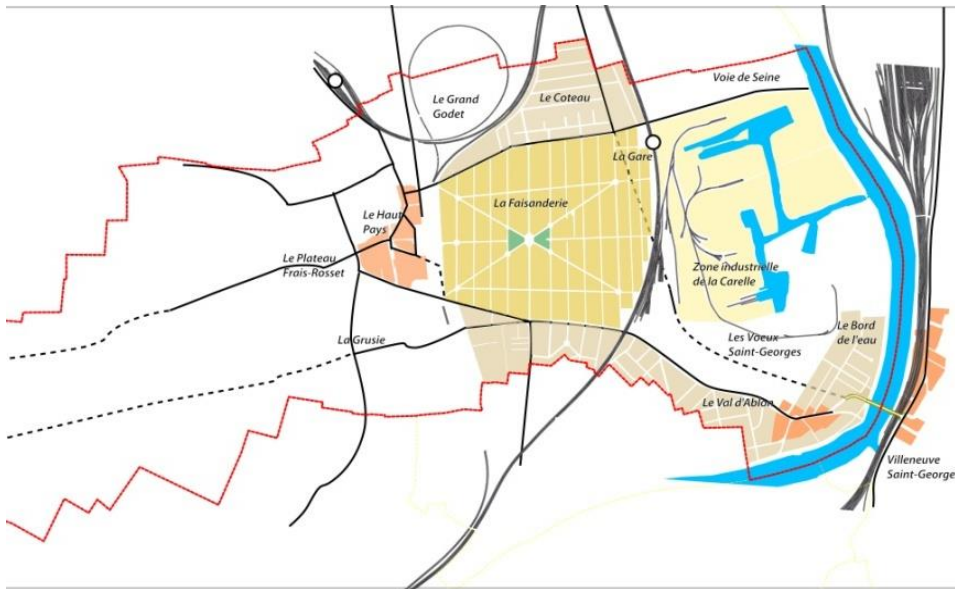 Voie de Seine
Le Grand
Godet
Le Coteau
La Gare
La Faisanderie
Le Haut
Pays
Le Plateau
Frais-Rosset
Zone industrielle
de la Carelle
La Grusie
Les Voeux
Saint-Georges
Le Bord
de l'eau
Le Val d'Ablon
Villeneuve
Saint-George